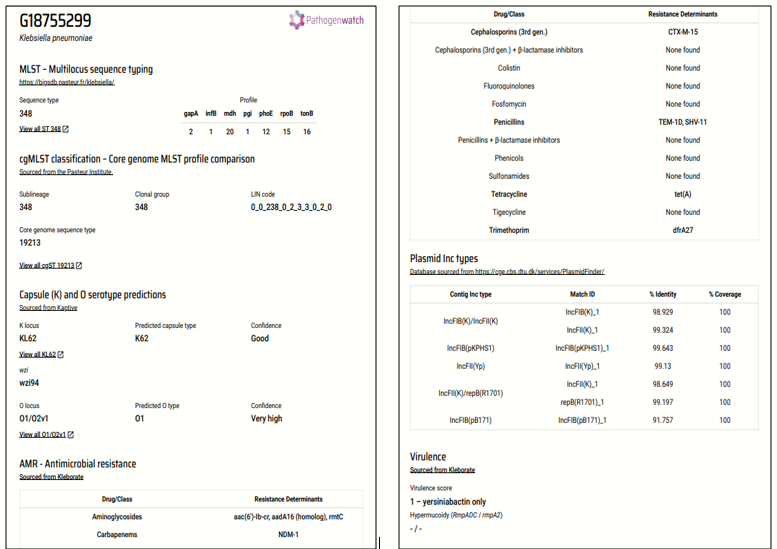 G18755299
Pathogenwatch
Klebsiella pneumoniae
MLST – Multilocus sequence typing
https://bigsdb.pasteur.fr/klebsiella/
Sequence type
Profile
348
gapA infB mdh pgi phoE rpoB tonB
View all ST 348
2 1 20 1 12 15 16
cgMLST classification – Core genome MLST profile comparison
Sourced from the Pasteur Institute.
Sublineage Clonal group LIN code
348 348 0_0_238_0_2_3_3_0_2_0
Core genome sequence type
19213
View all cgST 19213
Capsule (K) and O serotype predictions
Sourced from Kaptive
K locus Predicted capsule type Confidence
KL62 K62 Good
View all KL62
wzi
wzi94
O locus Predicted O type Confidence
O1/O2v1 O1 Very high
View all O1/O2v1
AMR - Antimicrobial resistance
Sourced from Kleborate
Drug/Class Resistance Determinants
Aminoglycosides aac(6')-Ib-cr, aadA16 (homolog), rmtC
Carbapenems NDM-1
Drug/Class Resistance Determinants
Cephalosporins (3rd gen.) CTX-M-15
Cephalosporins (3rd gen.) + β-lactamase inhibitors None found
Colistin None found
Fluoroquinolones None found
Fosfomycin None found
Penicillins TEM-1D, SHV-11
Penicillins + β-lactamase inhibitors None found
Phenicols None found
Sulfonamides None found
Tetracycline tet(A)
Tigecycline None found
Trimethoprim dfrA27
Plasmid Inc types
Database sourced from https://cge.cbs.dtu.dk/services/PlasmidFinder/
Contig Inc type Match ID % Identity % Coverage
IncFIB(K)/IncFII(K)
IncFIB(K)_1 98.929 100
IncFII(K)_1 99.324 100
IncFIB(pKPHS1) IncFIB(pKPHS1)_1 99.643 100
IncFII(Yp) IncFII(Yp)_1 99.13 100
IncFII(K)/repB(R1701)
IncFII(K)_1 98.649 100
repB(R1701)_1 99.197 100
IncFIB(pB171) IncFIB(pB171)_1 91.757 100
Virulence
Sourced from Kleborate
Virulence score
1 – yersiniabactin only
Hypermucoidy (RmpADC / rmpA2)
- / -